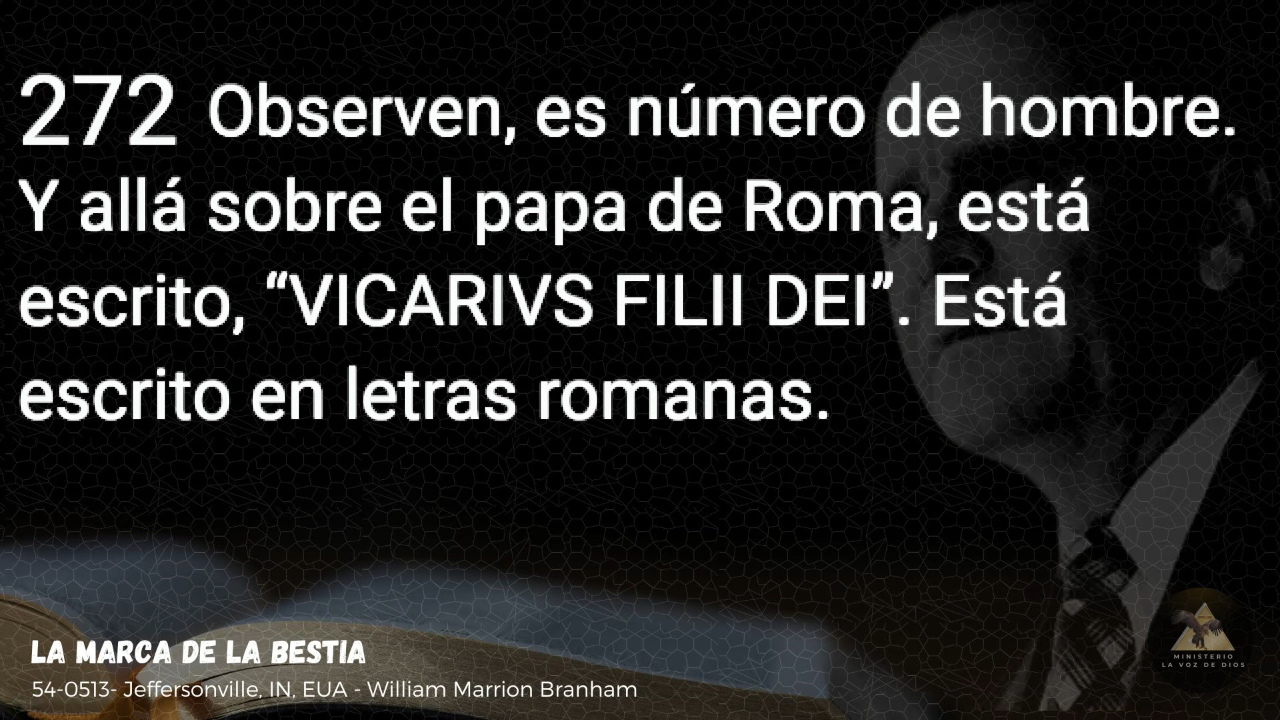 272 Observen, es número de hombre.
Y allá sobre el papa de Roma, está
escrito, “VICARIVS FILII DEI”. Está
escrito en letras romanas.
LA MARCA DE LA BESTIA
54-0513- Jeffersonville, IN, EUA - William Marrion Branham
MINISTERIO
LA VOZ DE DIOS